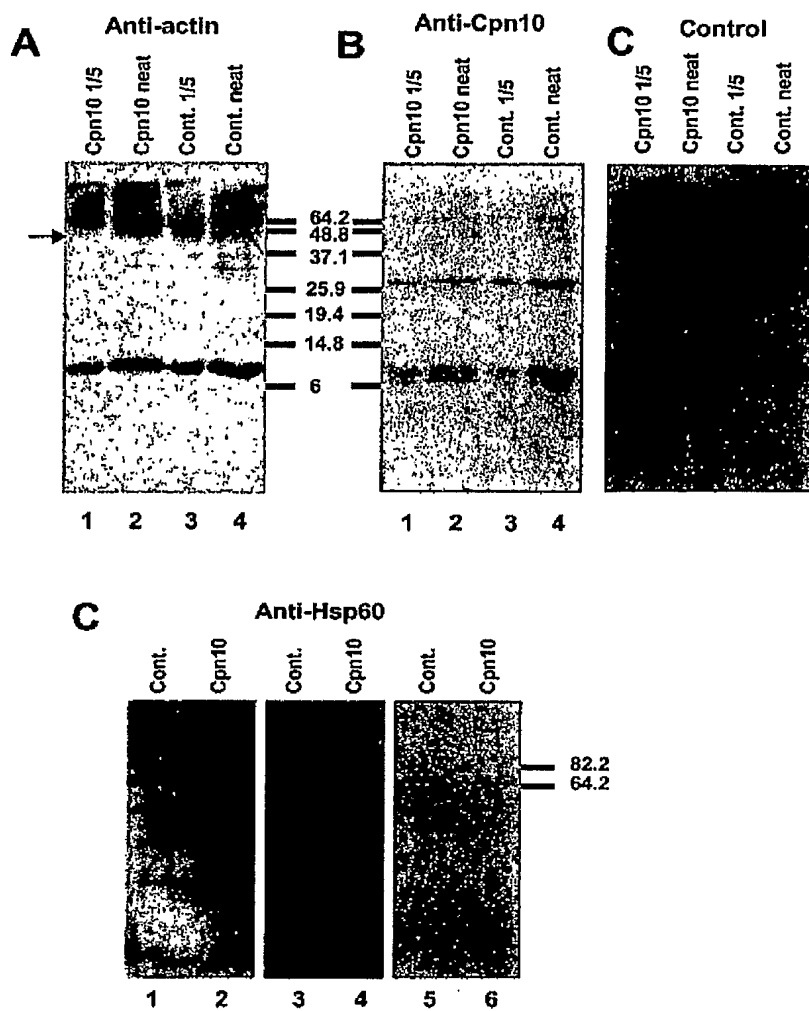 A
Anti-actin
B
Anti-Cpn10
C
Control
Cpn10 1/5
Cpn10 neat
Cont. 1/5
Cont. neat
Cpn10 1/5
Cpn10 neat
Cont. 1/5
Cont. neat
Cpn10 1/5
Cpn10 neat
Cont. 1/5
Cont. neat
64.2
48.8
37.1
25.9
19.4
14.8
6
1 2 3 4
1 2 3 4
C
Anti-Hsp60
Cont.
Cpn10
Cont.
Cpn10
Cont.
Cpn10
82.2
64.2
1 2 3 4 5 6